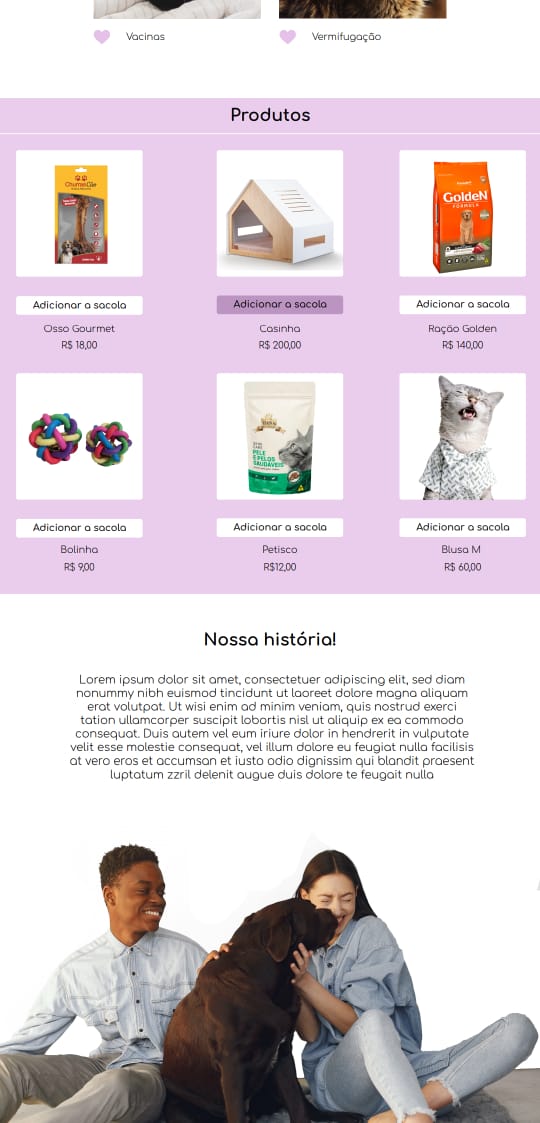 Vacinas
Vermifugação
Produtos
ChurrasCão
GoldeN
FÓRMULA
Adicionar a sacola
Adicionar a sacola
Adicionar a sacola
Osso Gourmet
Casinha
Ração Golden
R$ 18,00
R$ 200,00
R$ 140,00
PELE
E PELOS
SAUDÁVEIS
Adicionar a sacola
Adicionar a sacola
Adicionar a sacola
Bolinha
Petisco
Blusa M
R$ 9,00
R$12,00
R$ 60,00
Nossa história!
Lorem ipsum dolor sit amet, consectetuer adipiscing elit, sed diam
nonummy nibh euismod tincidunt ut laoreet dolore magna aliquam
erat volutpat. Ut wisi enim ad minim veniam, quis nostrud exerci
tation ullamcorper suscipit lobortis nisl ut aliquip ex ea commodo
consequat. Duis autem vel eum iriure dolor in hendrerit in vulputate
velit esse molestie consequat, vel illum dolore eu feugiat nulla facilisis
at vero eros et accumsan et iusto odio dignissim qui blandit praesent
luptatum zzril delenit augue duis dolore te feugait nulla